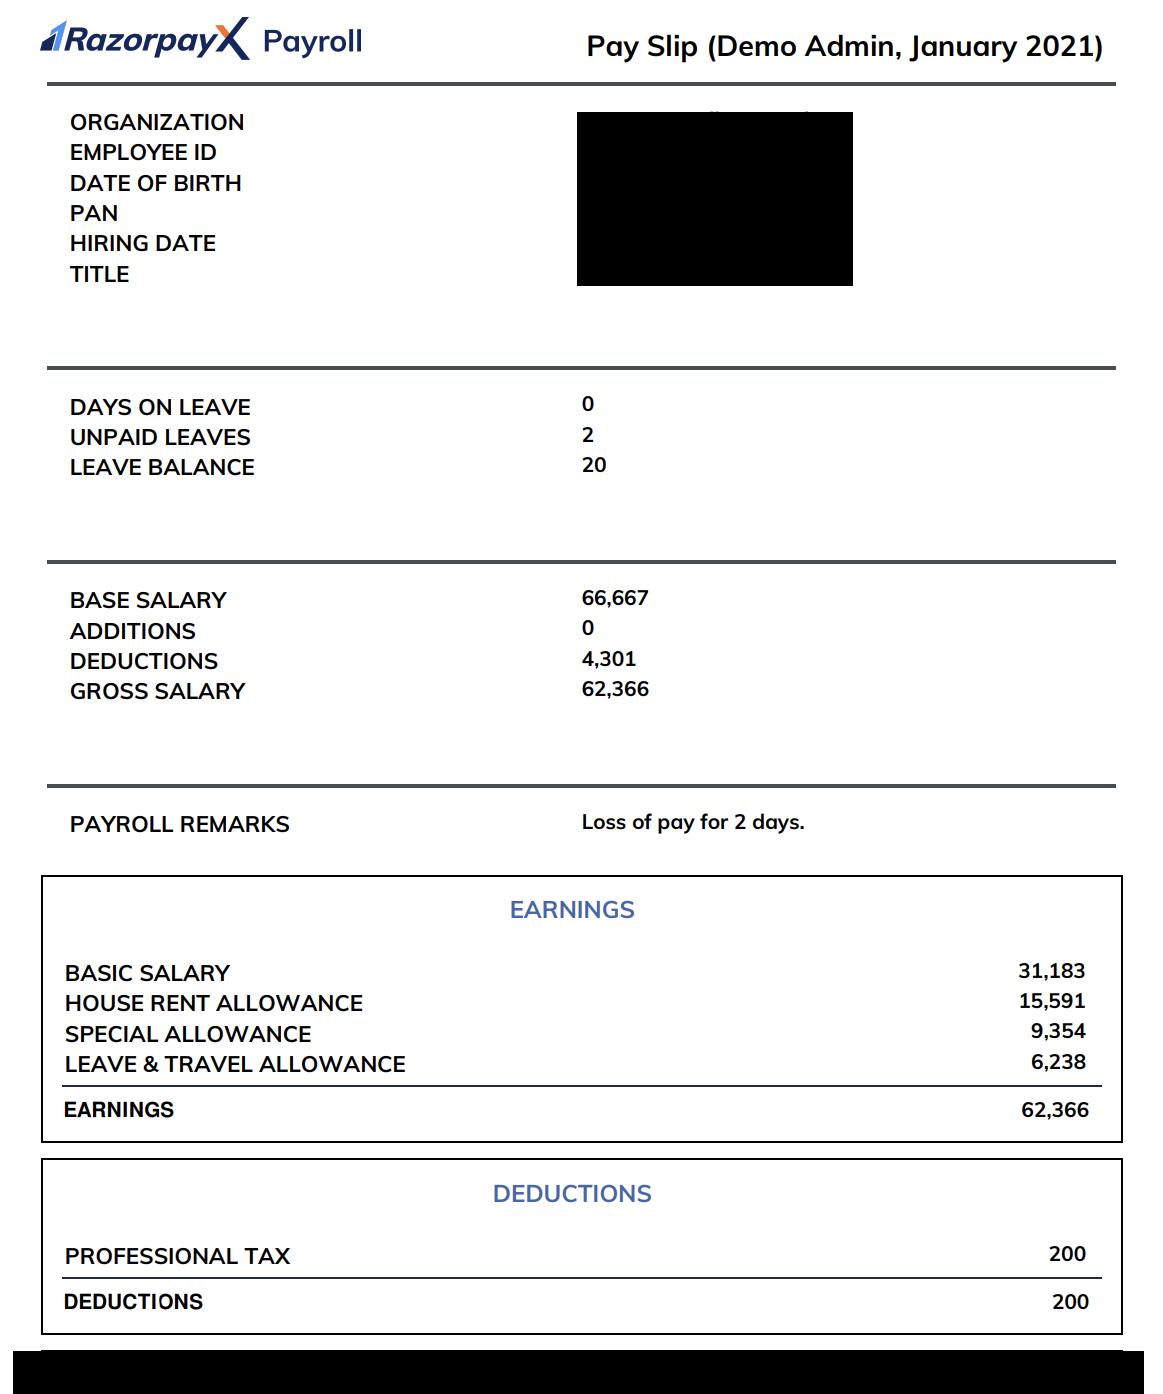 RazorpayX Payroll
Pay Slip (Demo Admin, January 2021)
ORGANIZATION
EMPLOYEE ID
DATE OF BIRTH
PAN
HIRING DATE
TITLE
DAYS ON LEAVE 0
UNPAID LEAVES 2
LEAVE BALANCE 20
BASE SALARY 66,667
ADDITIONS 0
DEDUCTIONS 4,301
GROSS SALARY 62,366
PAYROLL REMARKS Loss of pay for 2 days.
EARNINGS
BASIC SALARY 31,183
HOUSE RENT ALLOWANCE 15,591
SPECIAL ALLOWANCE 9,354
LEAVE & TRAVEL ALLOWANCE 6,238
EARNINGS 62,366
DEDUCTIONS
PROFESSIONAL TAX 200
DEDUCTIONS 200